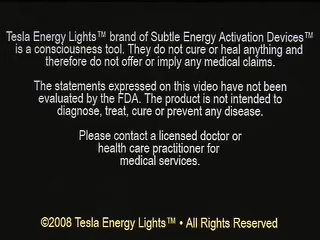 Tesla Energy Lights™ brand of Subtle Energy Activation Devices™
is a consciousness tool. They do not cure or heal anything and
therefore do not offer or imply any medical claims.
The statements expressed on this video have not been
evaluated by the FDA. The product is not intended to
diagnose, treat, cure or prevent any disease.
Please contact a licensed doctor or
health care practitioner for
medical services.
©2008 Tesla Energy Lights™ • All Rights Reserved